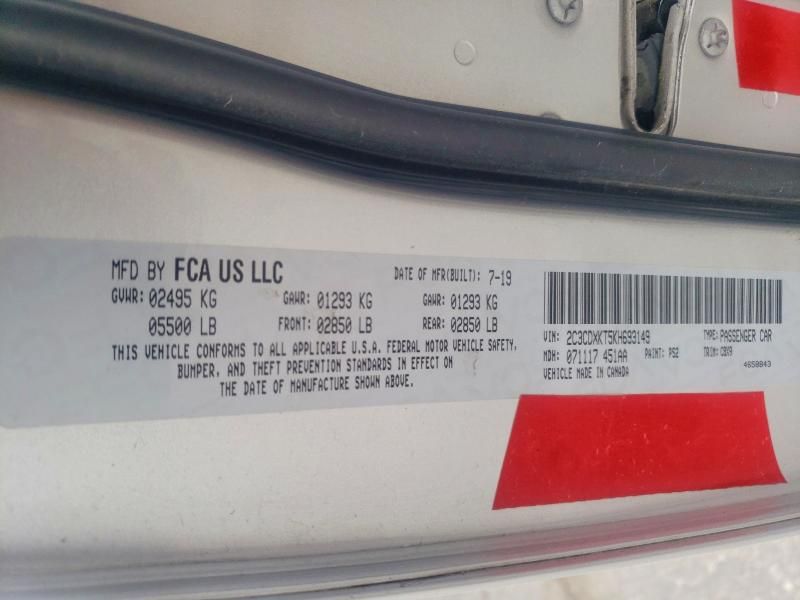 MFD BY FCA US LLC DATE OF MFR(BUILT): 7-19
GVWR: 02495 KG GAWR: 01293 KG GAWR: 01293 KG
05500 LB FRONT: 02850 LB REAR: 02850 LB
THIS VEHICLE CONFORMS TO ALL APPLICABLE U.S.A. FEDERAL MOTOR VEHICLE SAFETY,
BUMPER, AND THEFT PREVENTION STANDARDS IN EFFECT ON
THE DATE OF MANUFACTURE SHOWN ABOVE.
VIN: 2C3CDXKT5KH693149 TYPE: PASSENGER CAR
MDH: 071117 451AA PAINT: PS2 TRIM: CBX9
VEHICLE MADE IN CANADA 4658843